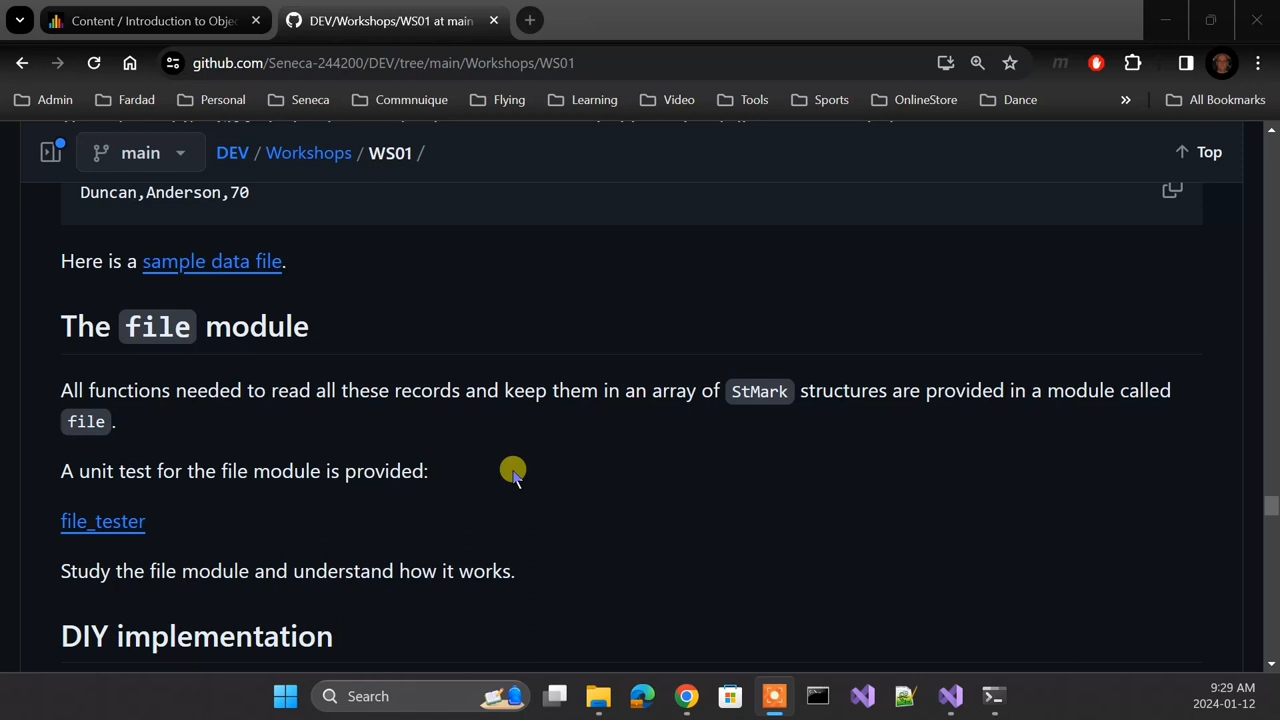 Content / Introduction to Objec
DEV/Workshops/WS01 at main
github.com/Seneca-244200/DEV/tree/main/Workshops/WS01
Admin
Fardad
Personal
Seneca
Commnuique
Flying
Learning
Video
Tools
Sports
OnlineStore
Dance
All Bookmarks
main
DEV / Workshops / WS01 /
Top
Duncan,Anderson,70
Here is a sample data file.
The file module
All functions needed to read all these records and keep them in an array of StMark structures are provided in a module called
file.
A unit test for the file module is provided:
file_tester
Study the file module and understand how it works.
DIY implementation
Search
9:29 AM
2024-01-12